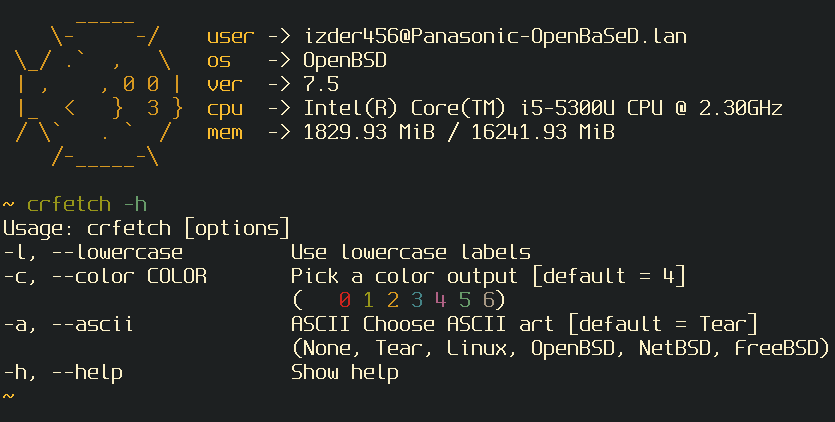 _____
    \-     -/    user -> izder456@Panasonic-OpenBaSeD.lan
 \_/ .`  ,   \   os   -> OpenBSD
 | ,    , 0 0 |  ver  -> 7.5
 |_  <   }  3 }  cpu  -> Intel(R) Core(TM) i5-5300U CPU @ 2.30GHz
 / \`   . `  /   mem  -> 1829.93 MiB / 16241.93 MiB
    /-_____-\
~ crfetch -h
Usage: crfetch [options]
-l, --lowercase         Use lowercase labels
-c, --color COLOR       Pick a color output [default = 4]
                        (   0 1 2 3 4 5 6)
-a, --ascii             ASCII Choose ASCII art [default = Tear]
                        (None, Tear, Linux, OpenBSD, NetBSD, FreeBSD)
-h, --help              Show help
~